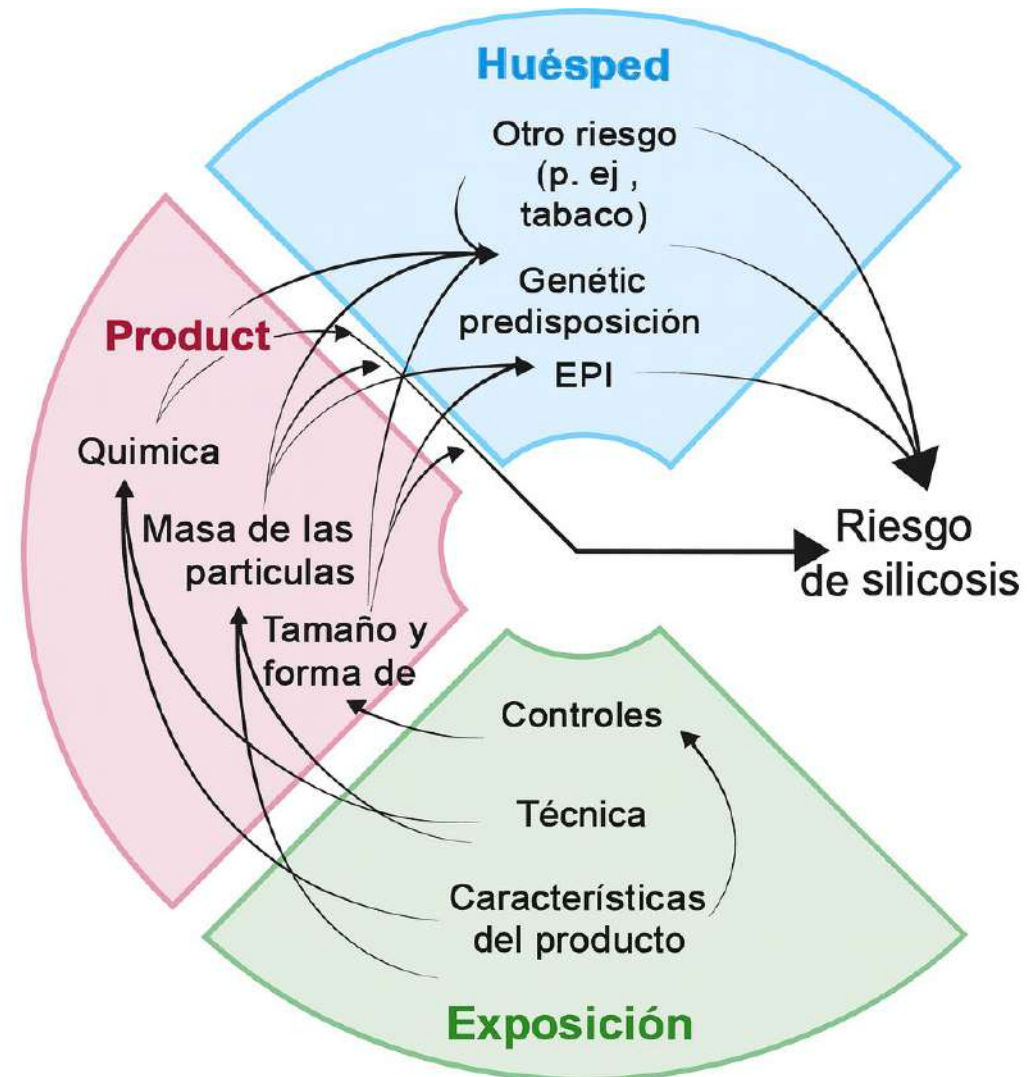 Huésped
Otro riesgo
(p. ej ,
tabaco)
Genétic
predisposición
EPI
Product
Quimica
Masa de las
particulas
Tamaño y
forma de
Riesgo
de silicosis
Controles
Técnica
Características
del producto
Exposición